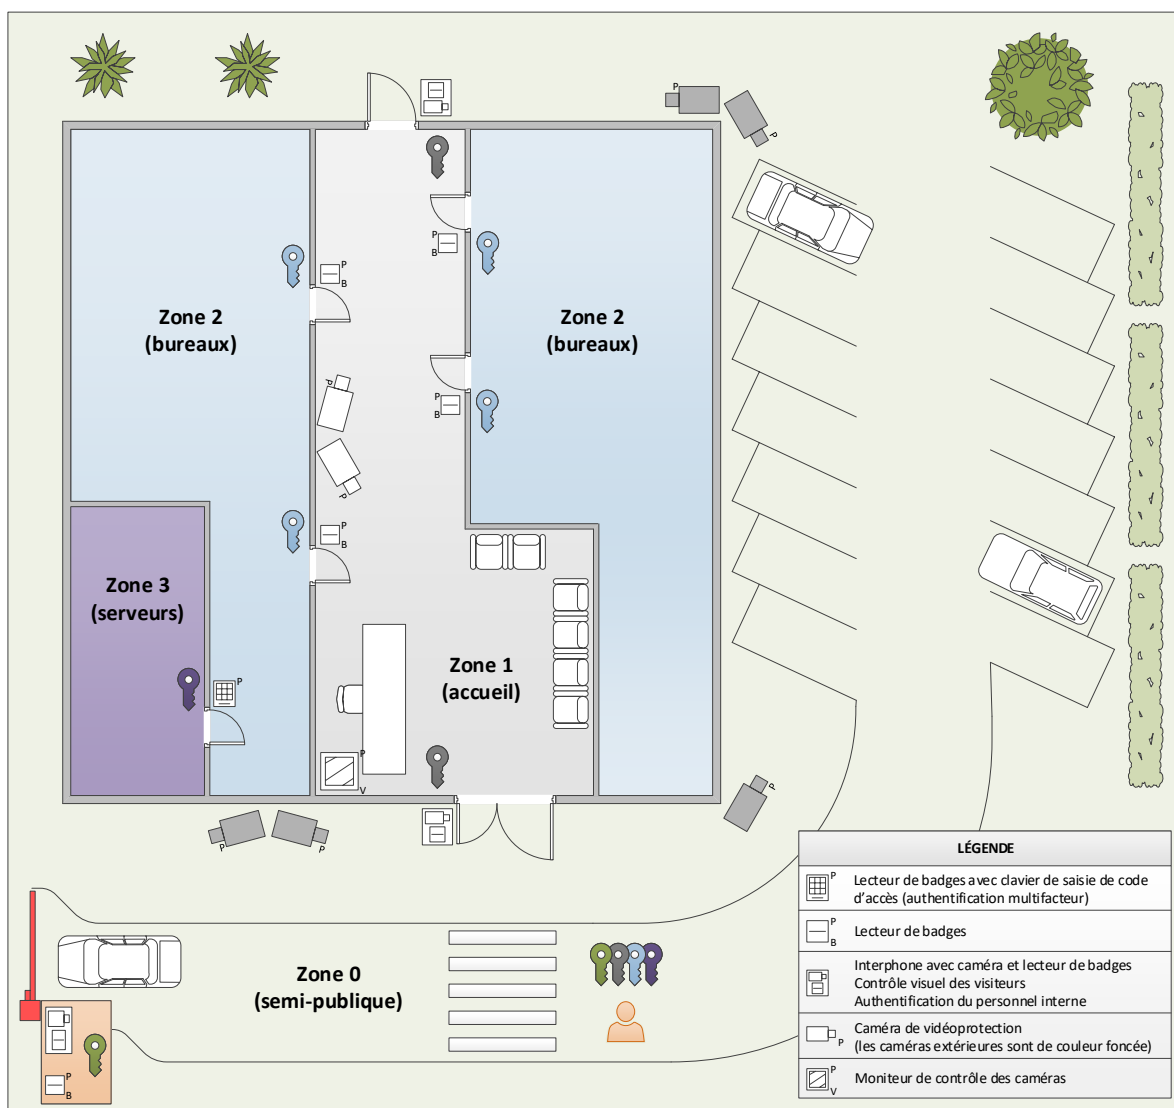 P
P
P
B
P
B
P
B
P
P
P
B
Zone 2
(bureaux)
Zone 2
(bureaux)
Zone 3
(serveurs)
P
Zone 1
(accueil)
P
V
P
P
P
Zone 0
(semi-publique)
P
B
LÉGENDE
P
Lecteur de badges avec clavier de saisie de code
d'accès (authentification multifacteur)
P
B
Lecteur de badges
Interphone avec caméra et lecteur de badges
Contrôle visuel des visiteurs
Authentification du personnel interne
P
Caméra de vidéoprotection
(les caméras extérieures sont de couleur foncée)
P
V
Moniteur de contrôle des caméras